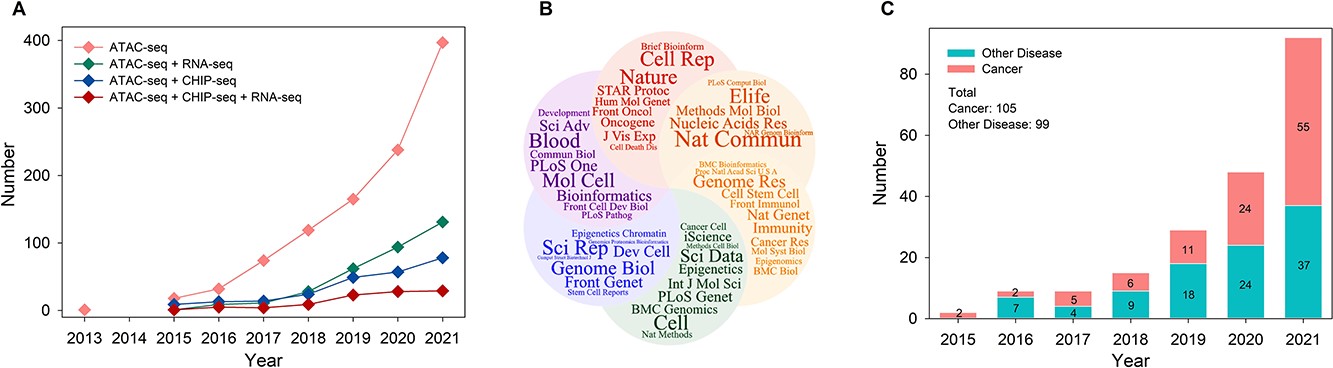 A
Number
400
300
200
100
0
ATAC-seq
ATAC-seq + RNA-seq
ATAC-seq + CHIP-seq
ATAC-seq + CHIP-seq + RNA-seq
2013 2014 2015 2016 2017 2018 2019 2020 2021
Year
B
Brief Bioinform
Cell Rep
Nature
STAR Protoc
Hum Mol Genet
Front Oncol
Oncogene
J Vis Exp
Cell Death Dis
PLoS Comput Biol
Elife
Methods Mol Biol
Nucleic Acids Res
NAR Genom Bioinform
Nat Commun
Development
Sci Adv
Blood
Commun Biol
PLoS One
Mol Cell
Bioinformatics
Front Cell Dev Biol
PLoS Pathog
BMC Bioinformatics
Proc Natl Acad Sci U S A
Genome Res
Cell Stem Cell
Front Immunol
Nat Genet
Immunity
Cancer Res
Mol Syst Biol
Epigenomics
BMC Biol
Epigenetics Chromatin
Genomics Proteomics Bioinformatics
Sci Rep
Dev Cell
Comput Struct Biotechnol J
Genome Biol
Front Genet
Stem Cell Reports
Cancer Cell
iScience
Methods Cell Biol
Sci Data
Epigenetics
Int J Mol Sci
PLoS Genet
BMC Genomics
Cell
Nat Methods
C
Number
80
60
40
20
0
Other Disease
Cancer
Total
Cancer: 105
Other Disease: 99
2
2
7
5
4
6
9
11
18
24
24
55
37
2015 2016 2017 2018 2019 2020 2021
Year